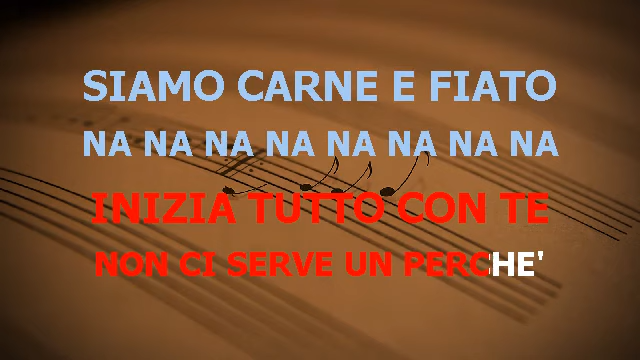 SIAMO CARNE E FIATO
NA NA NA NA NA NA NA NA
INIZIA TUTTO CON TE
NON CI SERVE UN PERCHE'